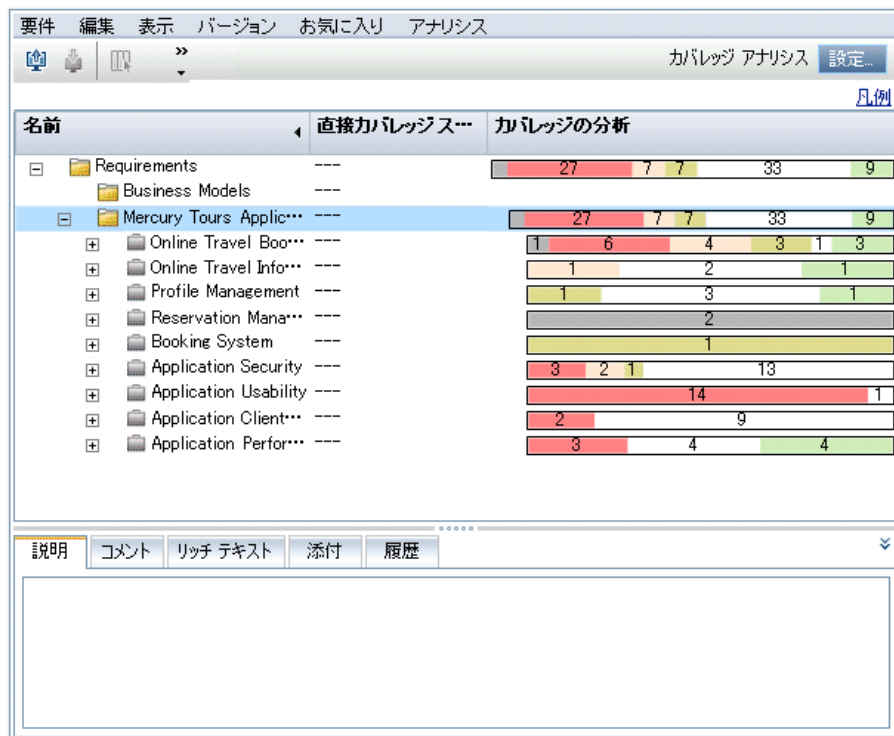 要件 編集 表示 バージョン お気に入り アナリシス
» カバレッジ アナリシス 設定...
凡例
名前 直接カバレッジ ス… カバレッジの分析
Requirements --- 27 7 7 33 9
Business Models ---
Mercury Tours Applic… --- 27 7 7 33 9
Online Travel Boo… --- 1 6 4 3 1 3
Online Travel Info… --- 1 2 1
Profile Management --- 1 3 1
Reservation Mana… --- 2
Booking System --- 1
Application Security --- 3 2 1 13
Application Usability --- 14 1
Application Client… --- 2 9
Application Perfor… --- 3 4 4
説明 コメント リッチ テキスト 添付 履歴